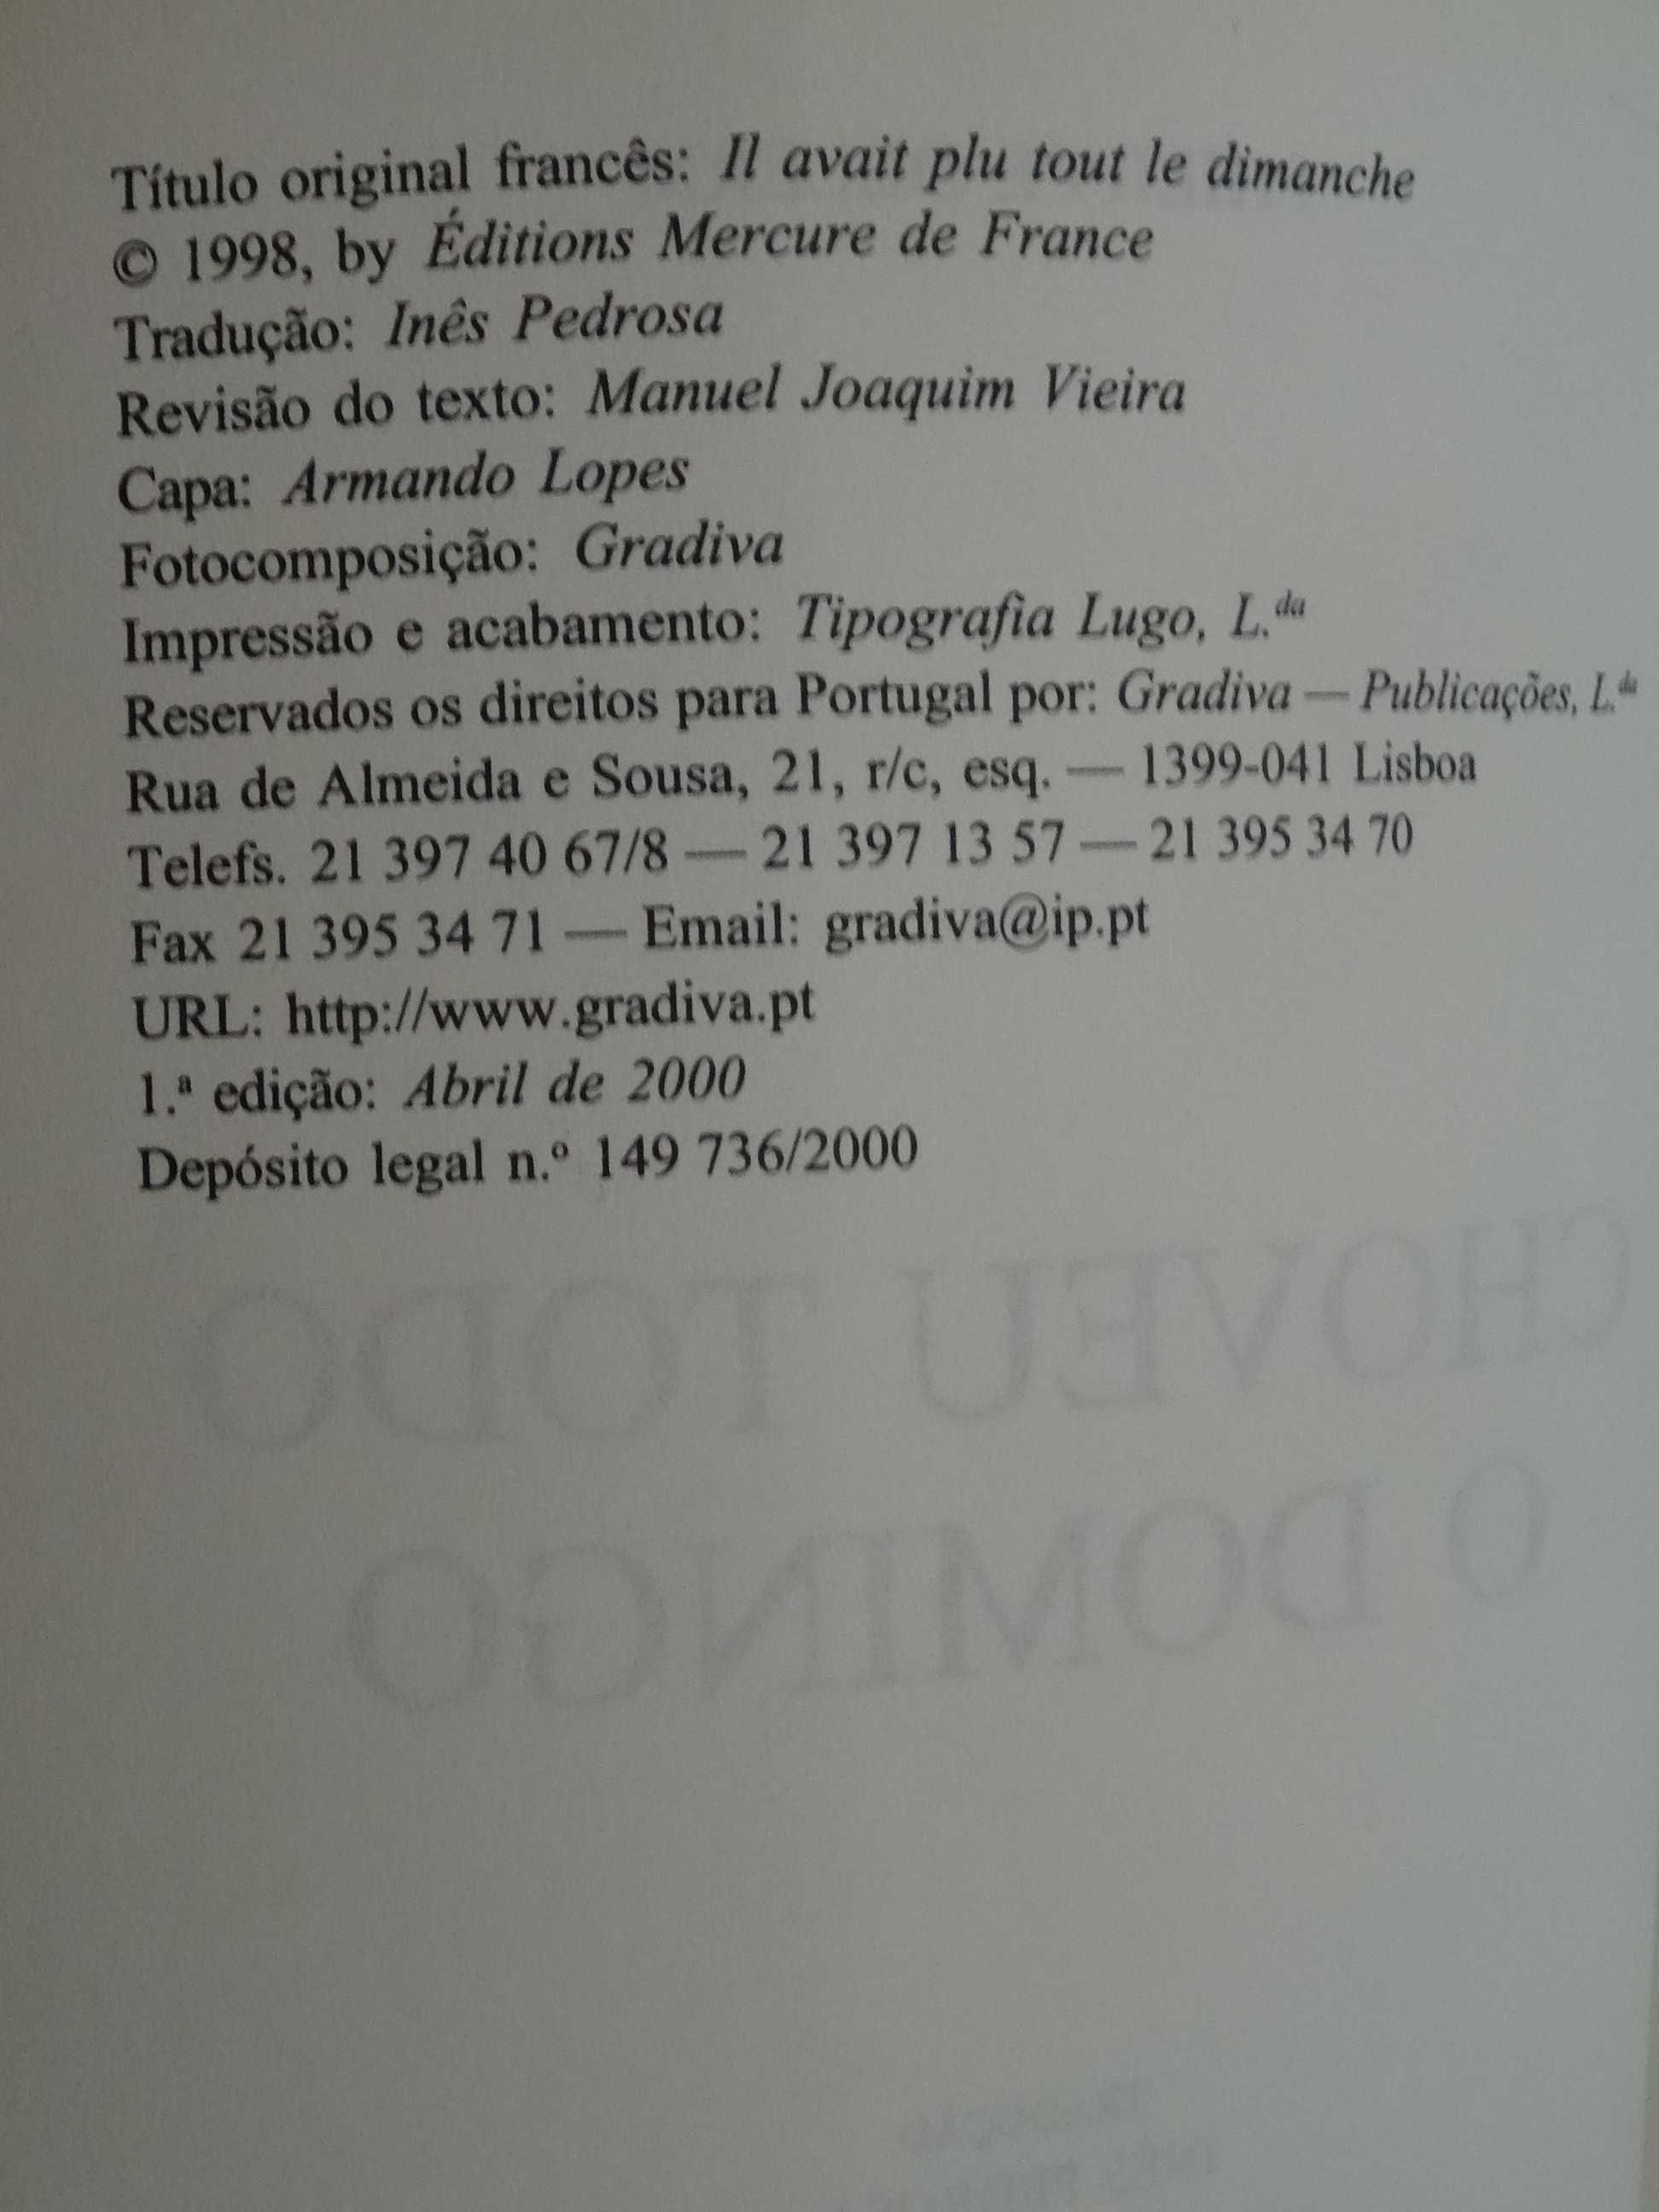 Título original francês: Il avait plu tout le dimanche
© 1998, by Éditions Mercure de France
Tradução: Inês Pedrosa
Revisão do texto: Manuel Joaquim Vieira
Capa: Armando Lopes
Fotocomposição: Gradiva
Impressão e acabamento: Tipografia Lugo, L.da
Reservados os direitos para Portugal por: Gradiva — Publicações, L.da
Rua de Almeida e Sousa, 21, r/c, esq. — 1399-041 Lisboa
Telefs. 21 397 40 67/8 — 21 397 13 57 — 21 395 34 70
Fax 21 395 34 71 — Email: gradiva@ip.pt
URL: http://www.gradiva.pt
1.ª edição: Abril de 2000
Depósito legal n.º 149 736/2000
CHOVEU TODO
O DOMINGO